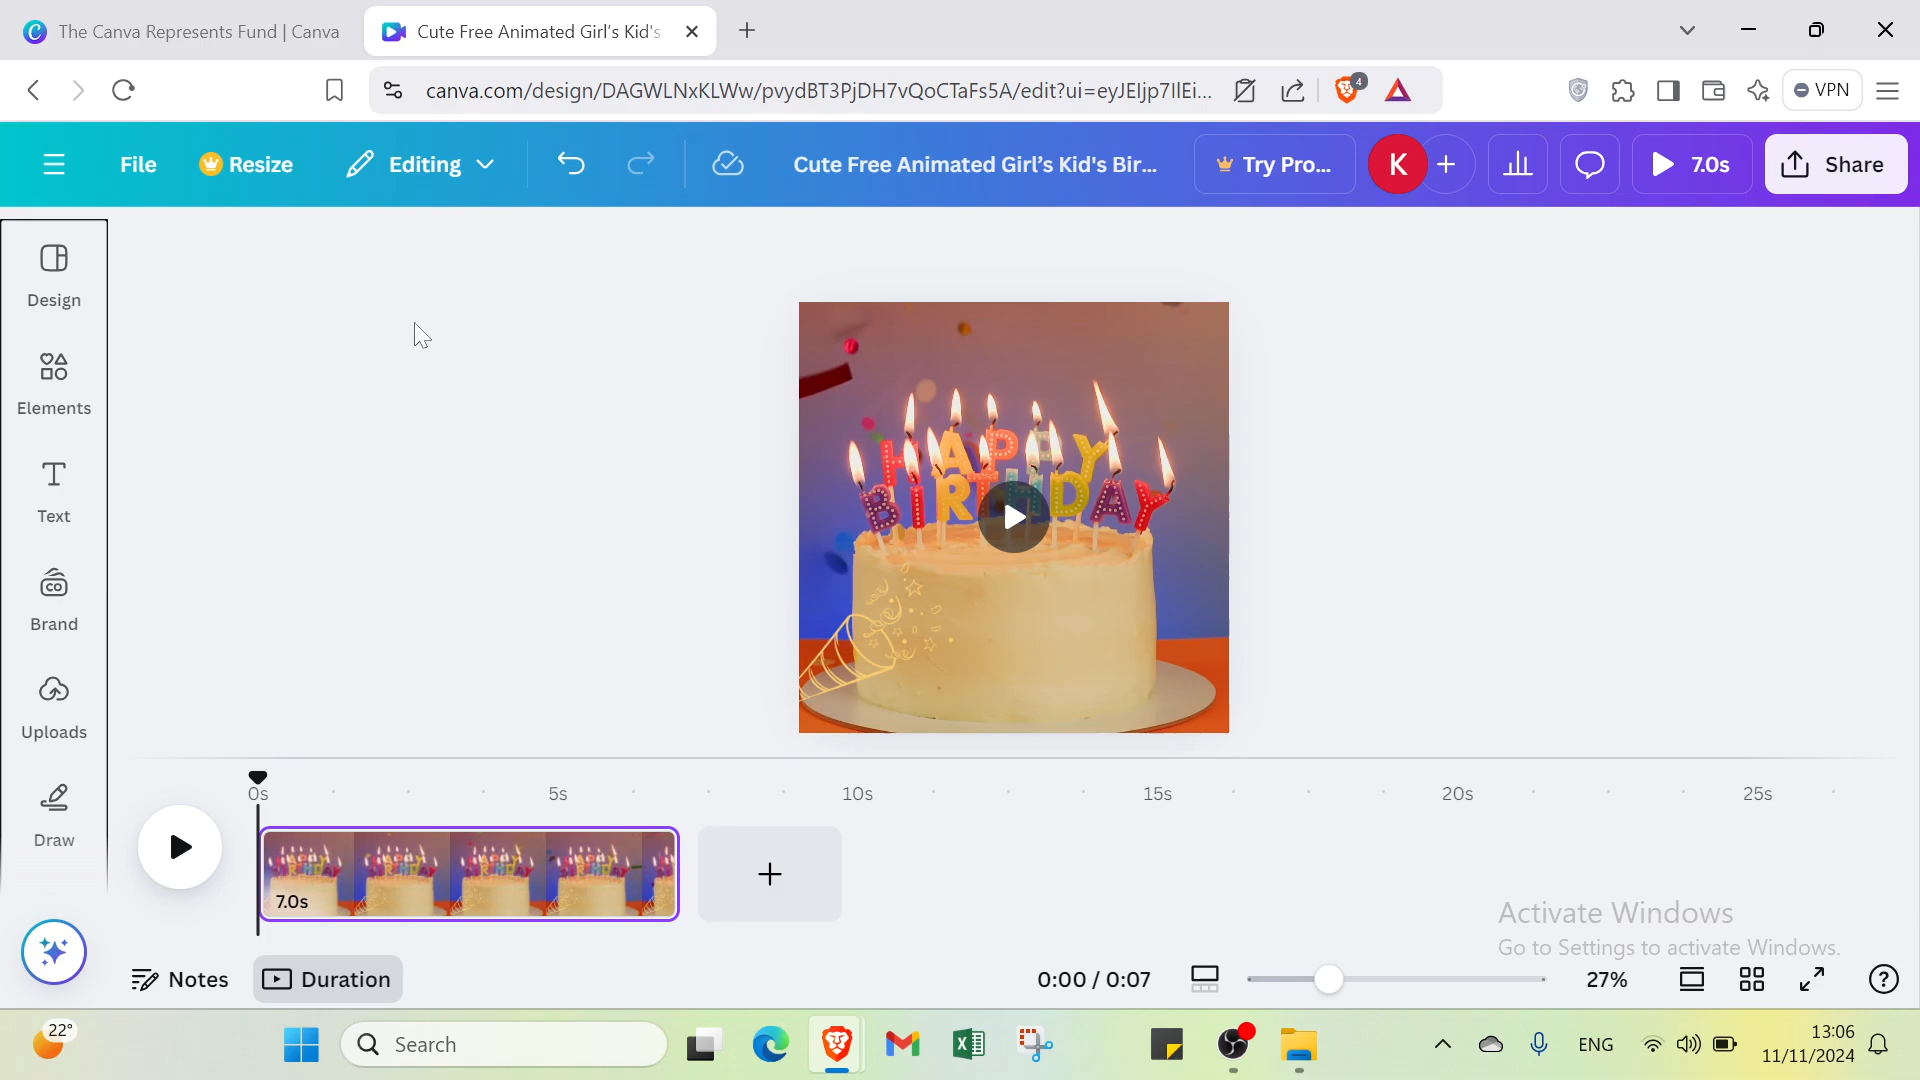 The Canva Represents Fund | Canva
Cute Free Animated Girl's Kid's
canva.com/design/DAGWLNxKLWw/pvydBT3PjDH7vQoCTaFs5A/edit?ui=eyJEIjp7IlEi...
4
VPN
File
Resize
Editing
Cute Free Animated Girl's Kid's Bir...
Try Pro...
K
7.0s
Share
Design
Elements
Text
Brand
Uploads
Draw
HAPPY
BIRTHDAY
0s
5s
10s
15s
20s
25s
7.0s
Activate Windows
Go to Settings to activate Windows.
Notes
Duration
0:00 / 0:07
27%
22°
Search
ENG
13:06
11/11/2024